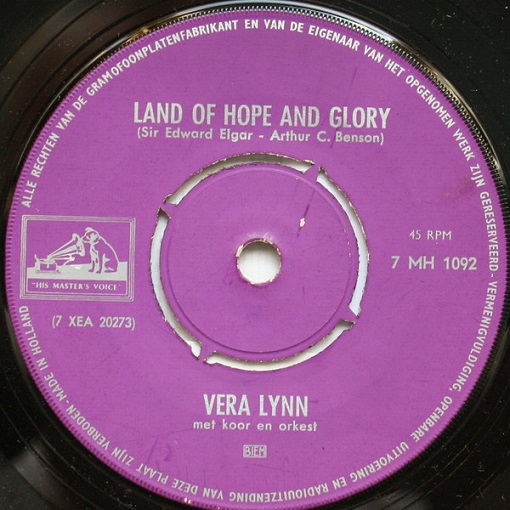 ALLE RECHTEN VAN DE GRAMOFOONPLATENFABRIKANT EN VAN DE EIGENAAR VAN HET OPGENOMEN WERK ZIJN GERESERVEERD - VERMENIGVULDIGING, OPENBARE UITVOERING EN RADIOUITZENDING VAN DEZE PLAAT ZIJN VERBODEN - MADE IN HOLLAND
LAND OF HOPE AND GLORY
(Sir Edward Elgar - Arthur C. Benson)
45 RPM
7 MH 1092
"HIS MASTER'S VOICE"
(7 XEA 20273)
VERA LYNN
met koor en orkest
BIEM